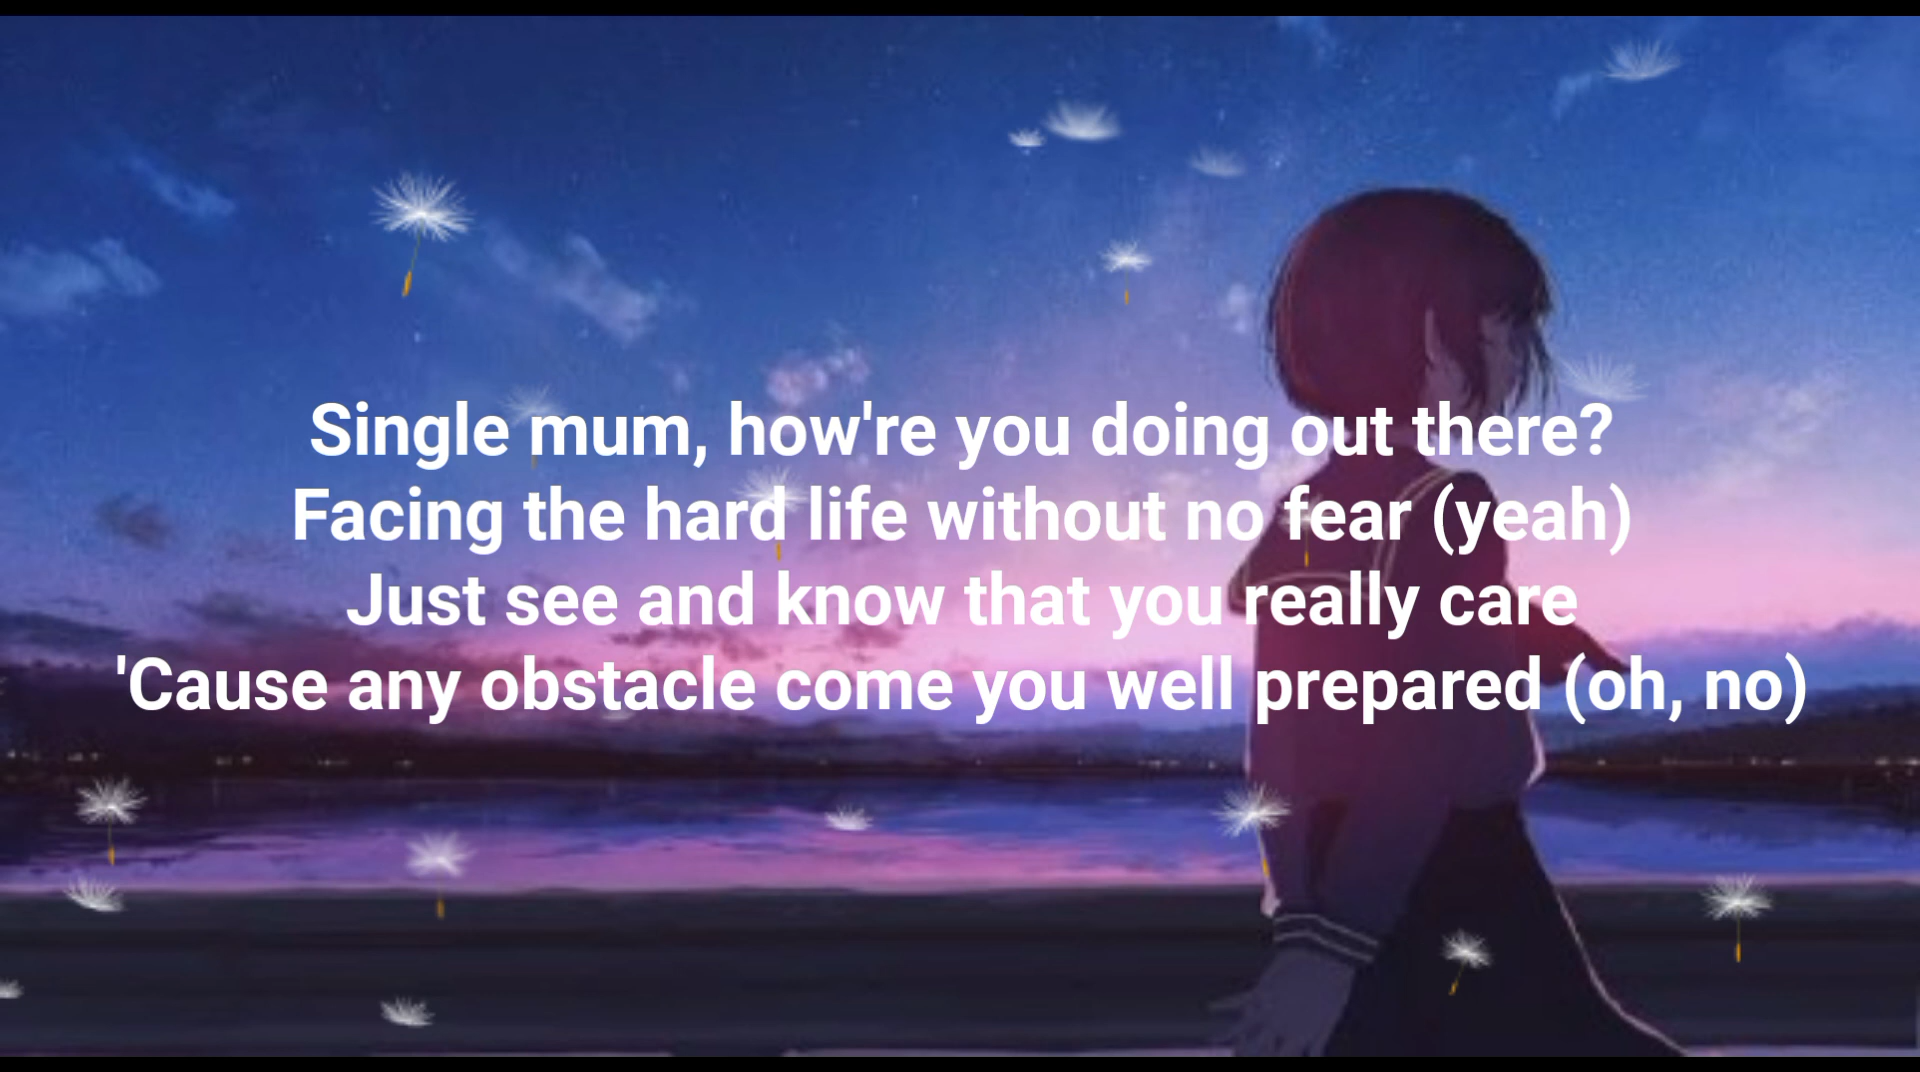 Single mum, how're you doing out there?
Facing the hard life without no fear (yeah)
Just see and know that you really care
'Cause any obstacle come you well prepared (oh, no)